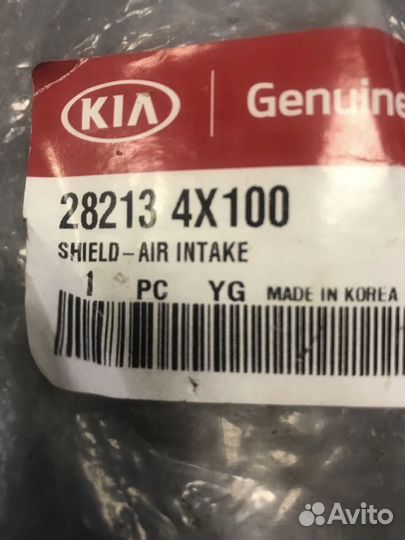 KIA Genuine
28213 4X100
SHIELD-AIR INTAKE
1 PC YG MADE IN KOREA
Avito